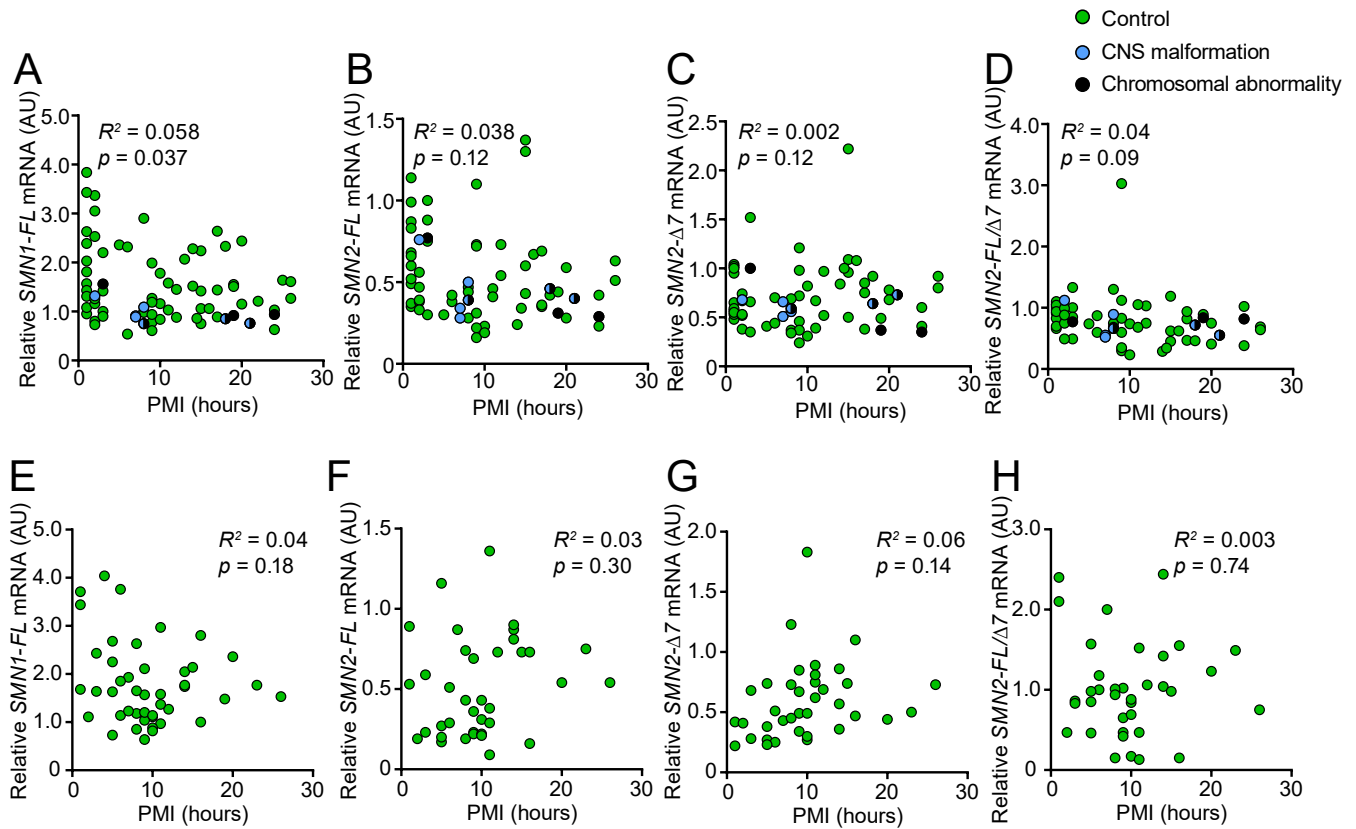 Control
CNS malformation
Chromosomal abnormality
A
Relative SMN1-FL mRNA (AU)
5.0
4.0
3.0
2.0
1.0
0
R² = 0.058
p = 0.037
0 10 20 30
PMI (hours)
B
Relative SMN2-FL mRNA (AU)
1.5
1.0
0.5
0
R² = 0.038
p = 0.12
0 10 20 30
PMI (hours)
C
Relative SMN2-Δ7 mRNA (AU)
2.5
2.0
1.5
1.0
0.5
0
R² = 0.002
p = 0.12
0 10 20 30
PMI (hours)
D
Relative SMN2-FL/Δ7 mRNA (AU)
4.0
3.0
2.0
1.0
0
R² = 0.04
p = 0.09
0 10 20 30
PMI (hours)
E
Relative SMN1-FL mRNA (AU)
5.0
4.0
3.0
2.0
1.0
0
R² = 0.04
p = 0.18
0 10 20 30
PMI (hours)
F
Relative SMN2-FL mRNA (AU)
1.5
1.0
0.5
0
R² = 0.03
p = 0.30
0 10 20 30
PMI (hours)
G
Relative SMN2-Δ7 mRNA (AU)
2.0
1.5
1.0
0.5
0
R² = 0.06
p = 0.14
0 10 20 30
PMI (hours)
H
Relative SMN2-FL/Δ7 mRNA (AU)
3.0
2.0
1.0
0
R² = 0.003
p = 0.74
0 10 20 30
PMI (hours)